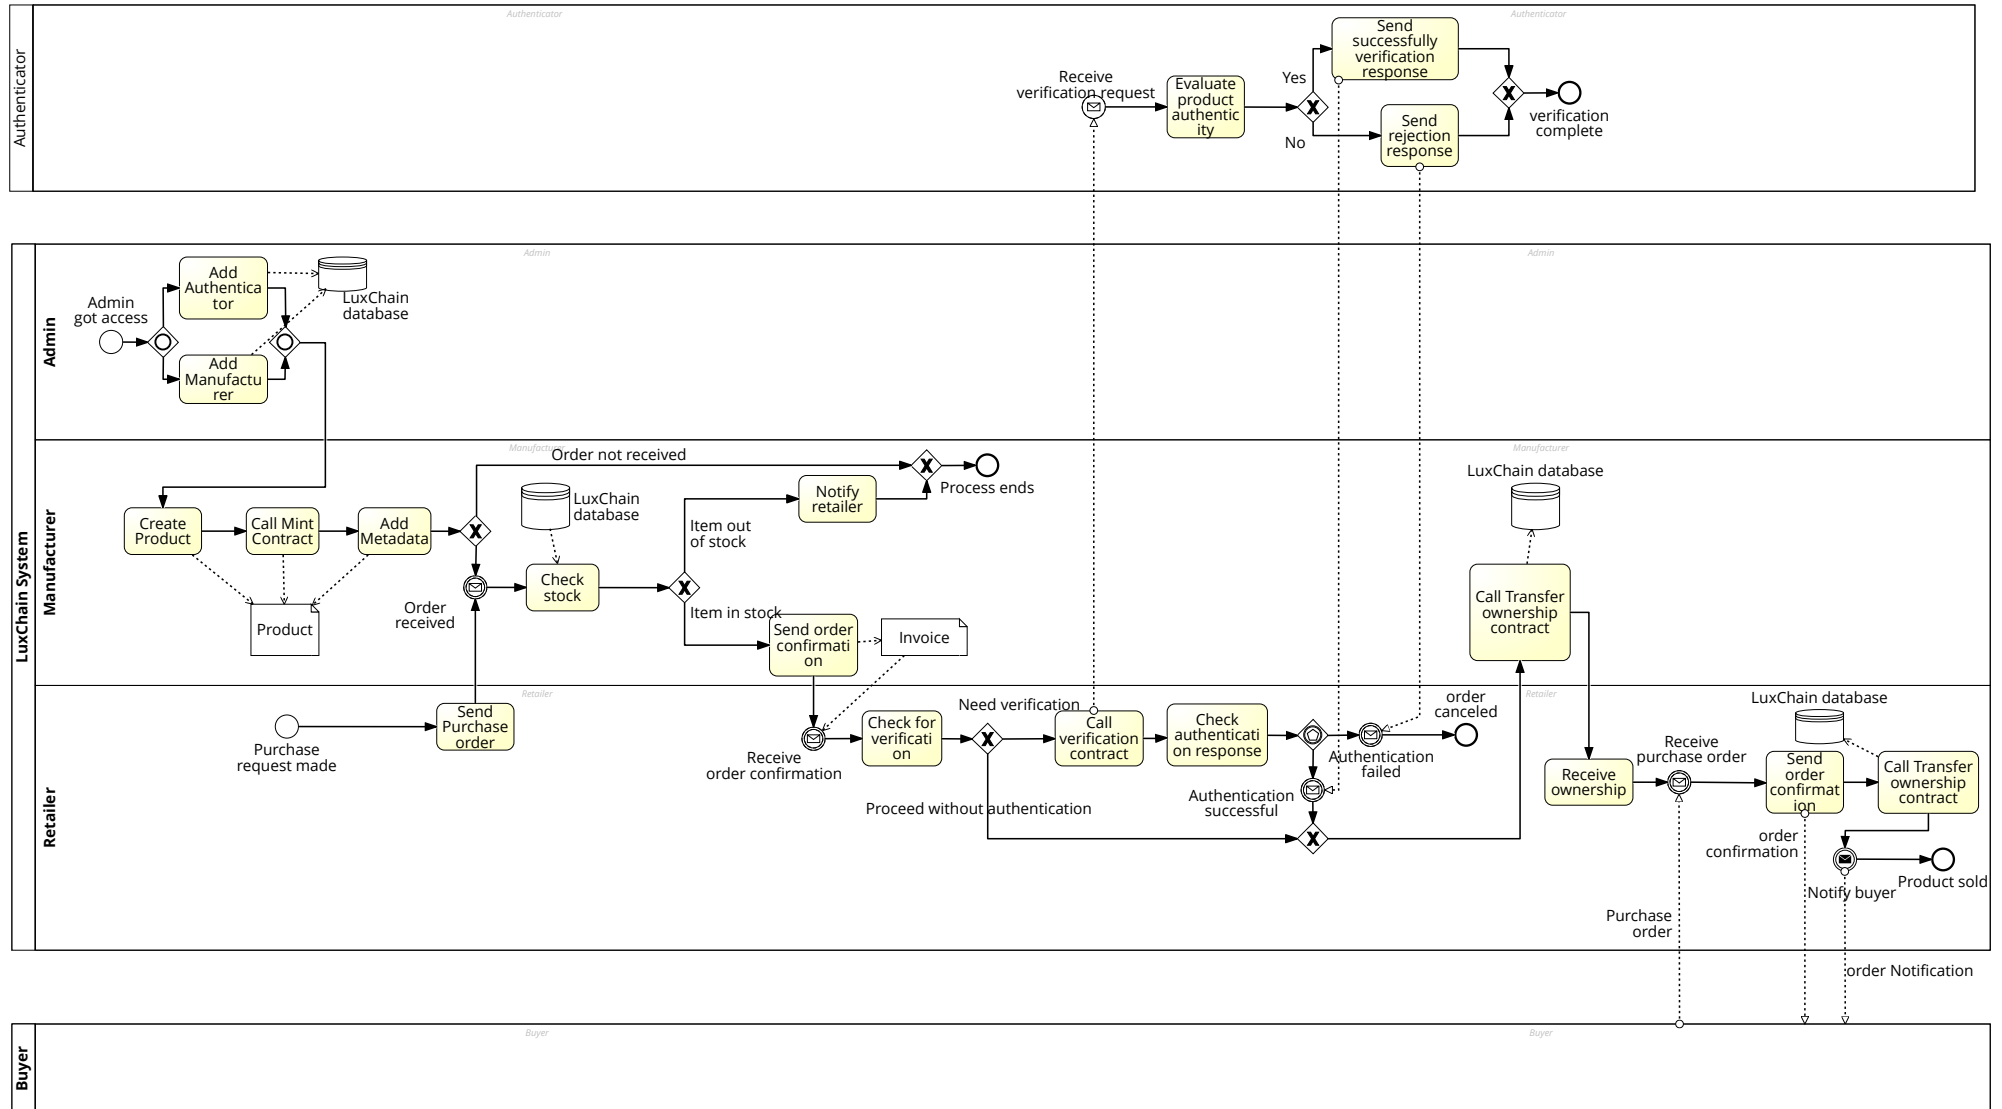 Authenticator
Authenticator
Authenticator
Receive
verification request
Evaluate
product
authentic
ity
Yes
No
Send
successfully
verification
response
Send
rejection
response
verification
complete
LuxChain System
Admin
Admin
Admin
Admin
got access
Add
Authentica
tor
Add
Manufactu
rer
LuxChain
database
Manufacturer
Manufacturer
Manufacturer
Create
Product
Call Mint
Contract
Add
Metadata
Product
Order not received
Order
received
LuxChain
database
Check
stock
Item out
of stock
Item in stock
Notify
retailer
Process ends
Send order
confirmati
on
Invoice
LuxChain database
Call Transfer
ownership
contract
Retailer
Retailer
Retailer
Purchase
request made
Send
Purchase
order
Receive
order confirmation
Check for
verificati
on
Need verification
Proceed without authentication
Call
verification
contract
Check
authenticati
on response
Authentication
failed
Authentication
successful
order
canceled
Receive
ownership
Receive
purchase order
LuxChain database
Send
order
confirmat
ion
Call Transfer
ownership
contract
order
confirmation
Notify buyer
Product sold
Purchase
order
order Notification
Buyer
Buyer
Buyer